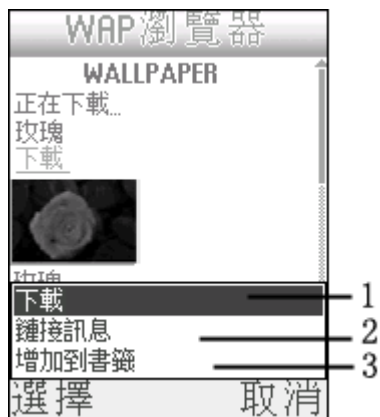 WAP瀏覽器
WALLPAPER
正在下載...
玫瑰
下載
玫瑰
下載
1
鏈接訊息
2
增加到書籤
3
選擇 取消